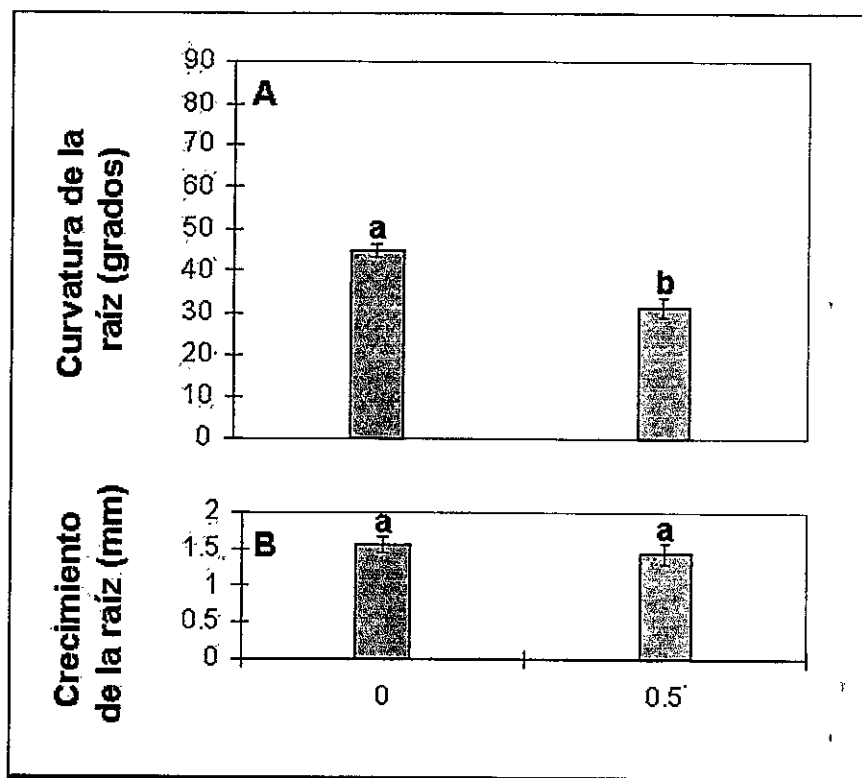 Curvatura de la
raíz (grados)
90
80
70
60
50
40
30
20
10
0
A
a
b
Crecimiento
de la raíz (mm)
2
1.5
1
0.5
0
B
a
a
0
0.5